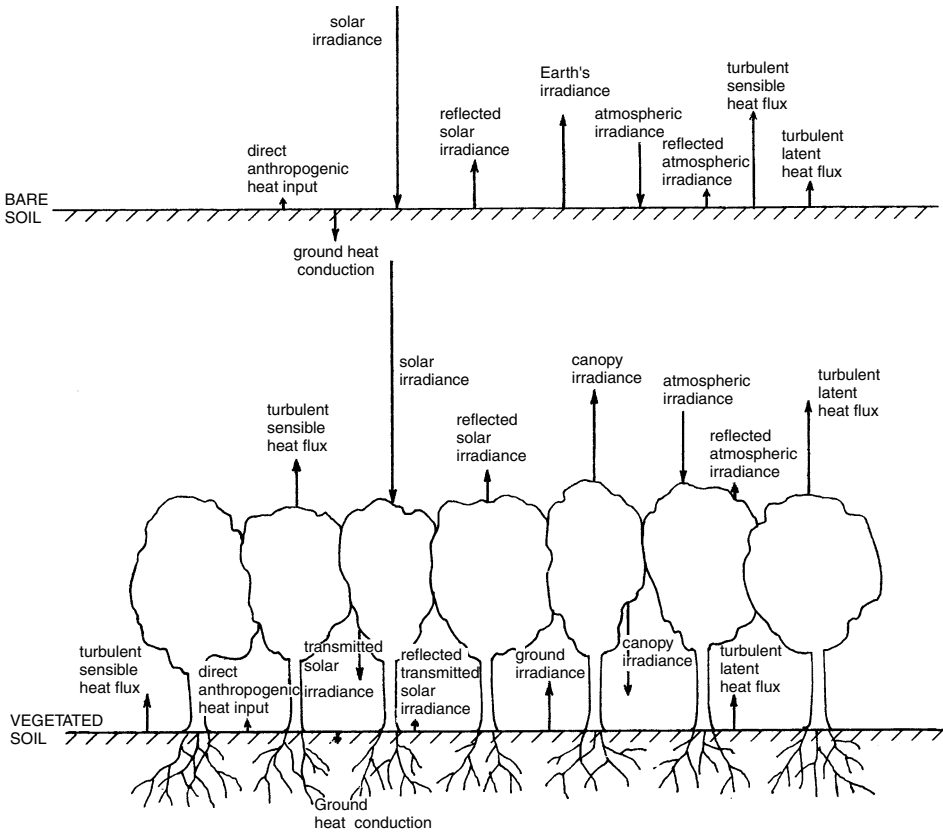 solar
irradiance
Earth's
irradiance
turbulent
sensible
heat flux
reflected
solar
irradiance
atmospheric
irradiance
reflected
atmospheric
irradiance
turbulent
latent
heat flux
direct
anthropogenic
heat input
BARE
SOIL
ground heat
conduction
solar
irradiance
canopy
irradiance
atmospheric
irradiance
turbulent
latent
heat flux
turbulent
sensible
heat flux
reflected
solar
irradiance
reflected
atmospheric
irradiance
turbulent
sensible
heat flux
direct
anthropogenic
heat input
transmitted
solar
irradiance
reflected
transmitted
solar
irradiance
ground
irradiance
canopy
irradiance
turbulent
latent
heat flux
VEGETATED
SOIL
Ground
heat conduction